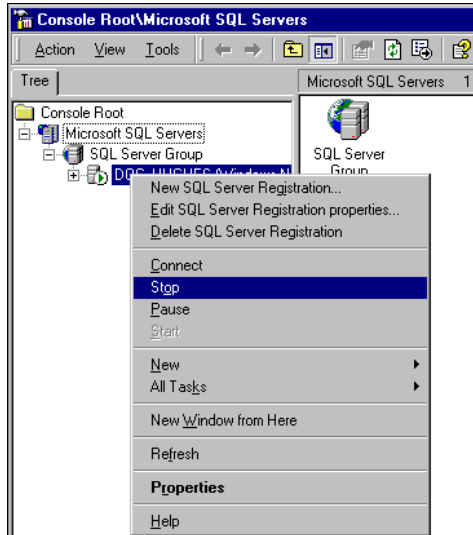 Console Root\Microsoft SQL Servers
Action View Tools
Tree
Microsoft SQL Servers 1
Console Root
Microsoft SQL Servers
SQL Server Group
SQL Server
Group
New SQL Server Registration...
Edit SQL Server Registration properties...
Delete SQL Server Registration
Connect
Stop
Pause
Start
New
All Tasks
New Window from Here
Refresh
Properties
Help